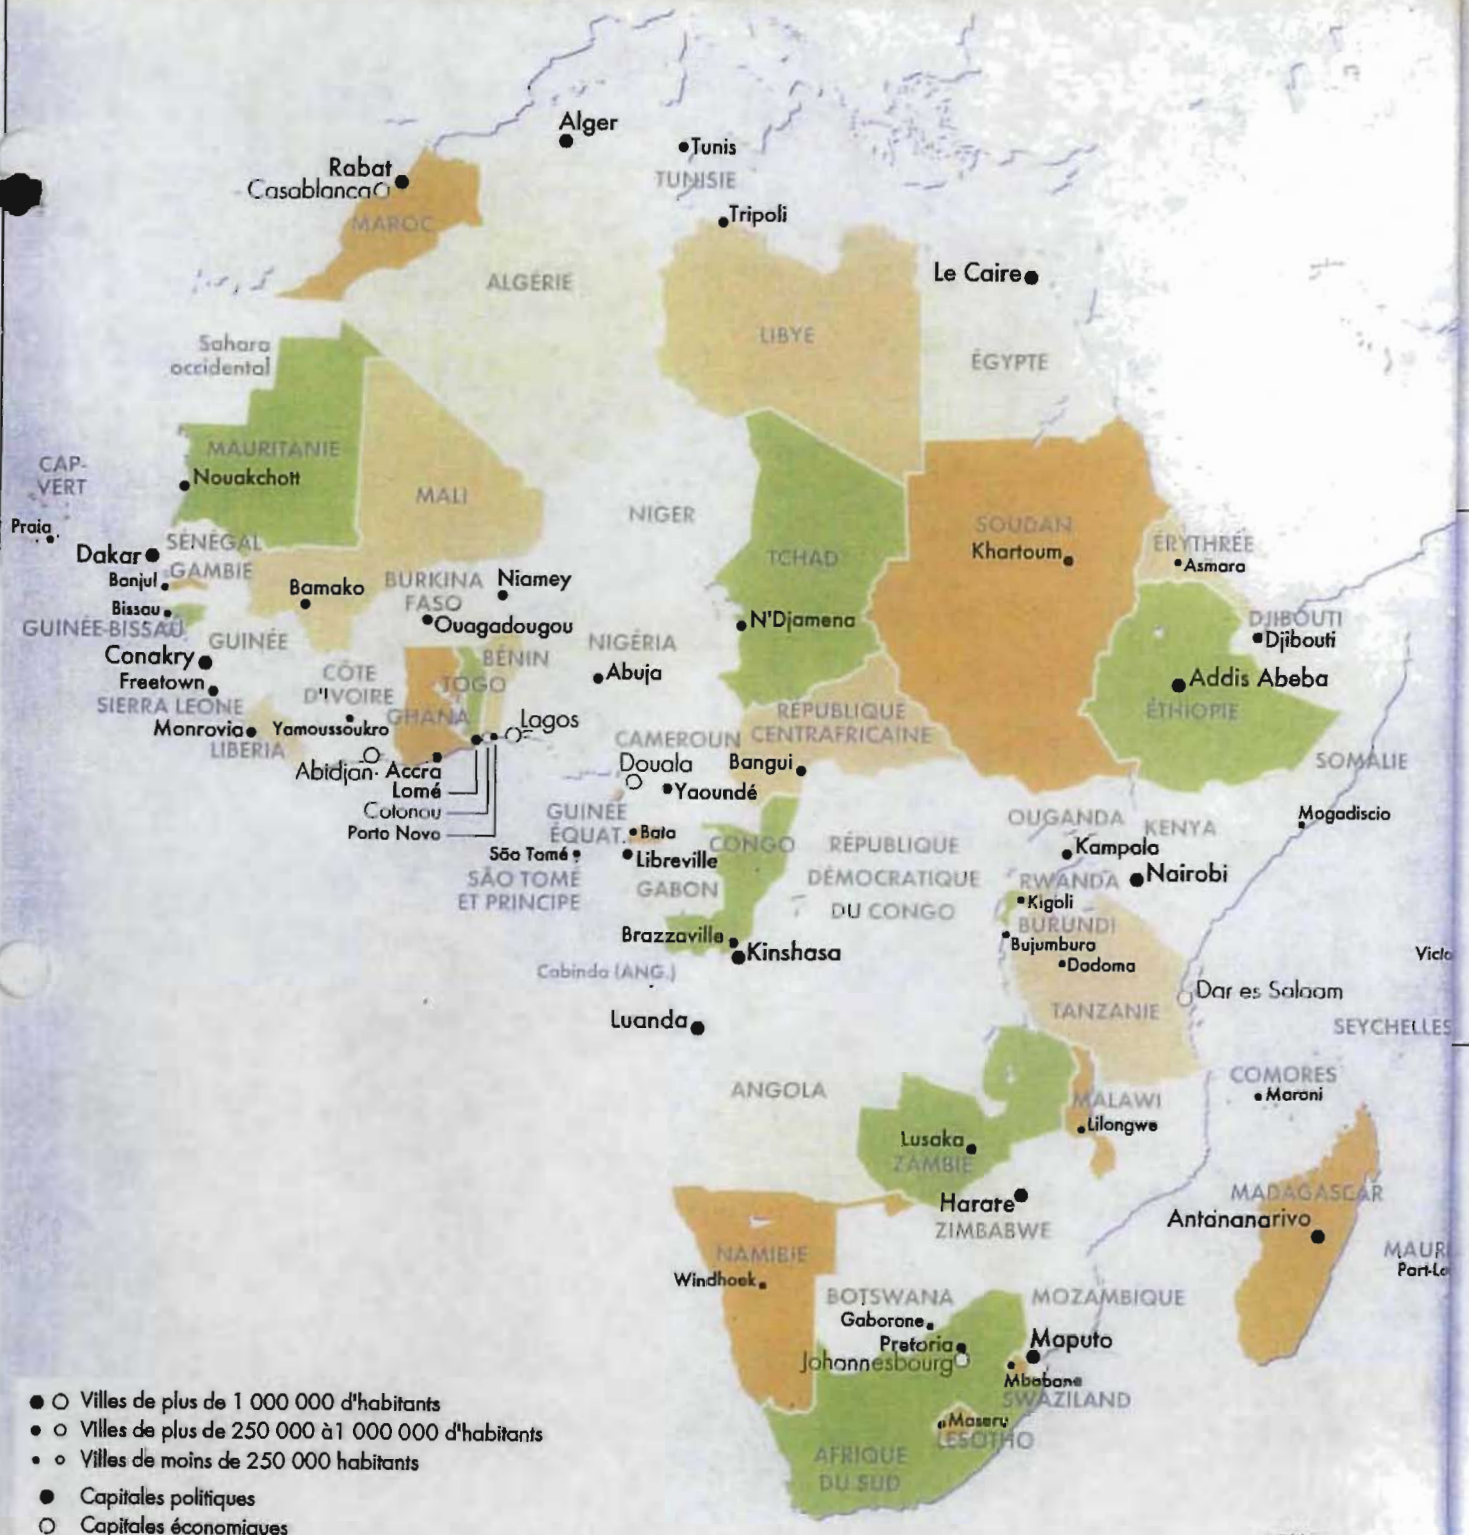 Alger
Tunis
TUNISIE
Rabat
Casablanca
MAROC
Tripoli
ALGÉRIE
Le Caire
LIBYE
ÉGYPTE
Sahara
occidental
MAURITANIE
Nouakchott
CAP-
VERT
Praia
MALI
NIGER
SOUDAN
Khartoum
TCHAD
ÉRYTHRÉE
Asmara
Dakar
SÉNÉGAL
Banjul
GAMBIE
Bamako
BURKINA
FASO
Niamey
Ouagadougou
Bissau
GUINÉE-BISSAU
GUINÉE
Conakry
Freetown
SIERRA LEONE
Monrovia
LIBERIA
CÔTE
D'IVOIRE
Yamoussoukro
GHANA
TOGO
BÉNIN
NIGÉRIA
Abuja
N'Djamena
DJIBOUTI
Djibouti
Addis Abeba
ÉTHIOPIE
SOMALIE
Lagos
Abidjan
Accra
Lomé
Cotonou
Porto Novo
CAMEROUN
Douala
Yaoundé
RÉPUBLIQUE
CENTRAFRICAINE
Bangui
GUINÉE
ÉQUAT.
Bata
São Tomé
SÃO TOMÉ
ET PRINCIPE
Libreville
GABON
CONGO
RÉPUBLIQUE
DÉMOCRATIQUE
DU CONGO
OUGANDA
Kampala
KENYA
Nairobi
Mogadiscio
RWANDA
Kigoli
BURUNDI
Bujumbura
Dodoma
TANZANIE
Dar es Salaam
Brazzaville
Kinshasa
Cabinda (ANG.)
Luanda
Victo
SEYCHELLES
ANGOLA
COMORES
Moroni
MALAWI
Lilongwe
Lusaka
ZAMBIE
Harare
ZIMBABWE
MADAGASCAR
Antananarivo
MAURI
Port-Lo
NAMIBIE
Windhoek
BOTSWANA
Gaborone
MOZAMBIQUE
Pretoria
Johannesbourg
Maputo
Mbabane
SWAZILAND
Maseru
LESOTHO
AFRIQUE
DU SUD
Villes de plus de 1 000 000 d'habitants
Villes de plus de 250 000 à 1 000 000 d'habitants
Villes de moins de 250 000 habitants
Capitales politiques
Capitales économiques